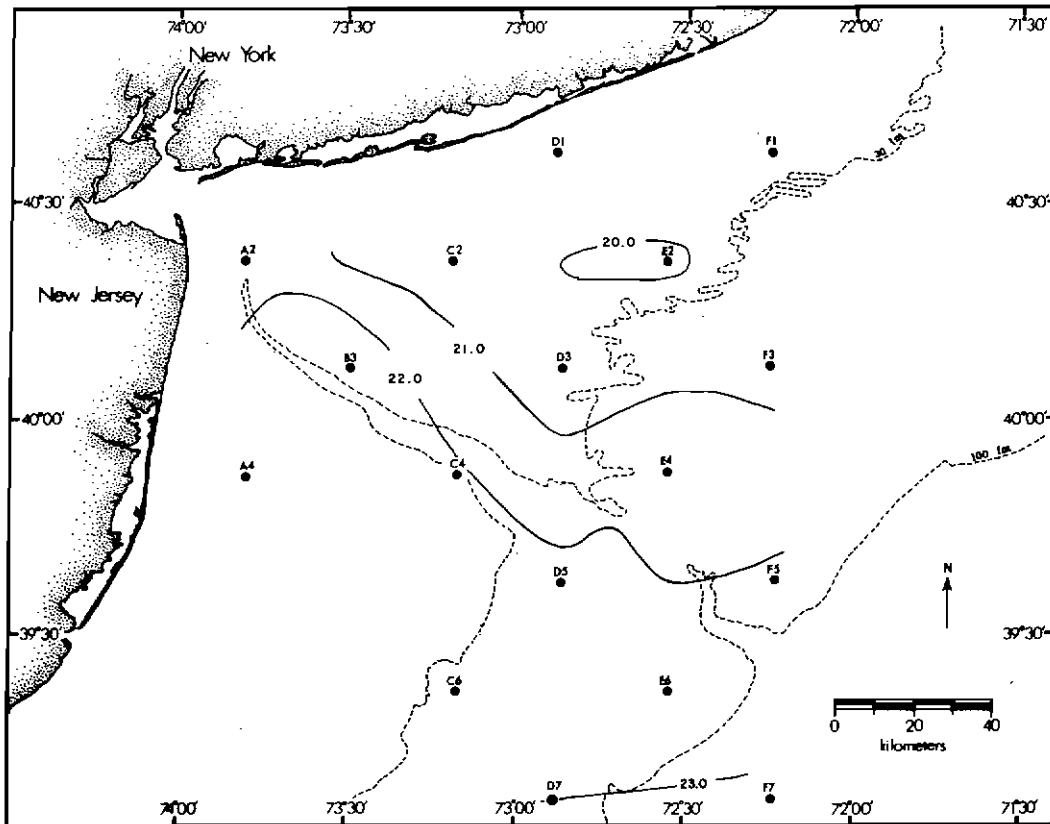 74°00' 73°30' 73°00' 72°30' 72°00' 71°30'
New York
D1 F1
20 fm
40°30' 40°30'
20.0
A2 C2 E2
New Jersey
21.0
B3 D3 F3
22.0
40°00' 40°00'
100 fm
A4 C4 E4
D5 F5
N
39°30' 39°30'
C6 E6
0 20 40
kilometers
23.0
D7 F7
74°00' 73°30' 73°00' 72°30' 72°00' 71°30'